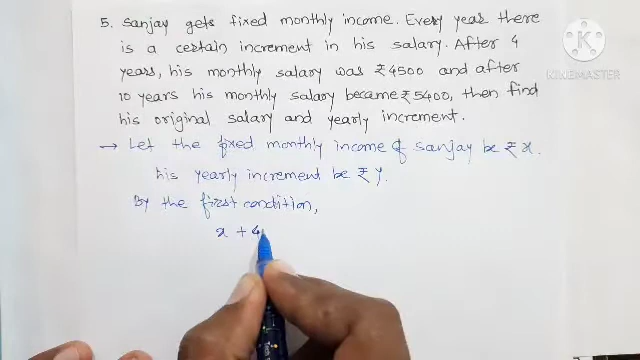 5. Sanjay gets fixed monthly income. Every year there
is a certain increment in his salary. After 4
years, his monthly salary was ₹4500 and after
10 years his monthly salary became ₹5400, then find
his original salary and yearly increment.
→ Let the fixed monthly income of Sanjay be ₹ x.
his yearly increment be ₹ y.
By the first condition,
x + 4
K
KINEMASTER